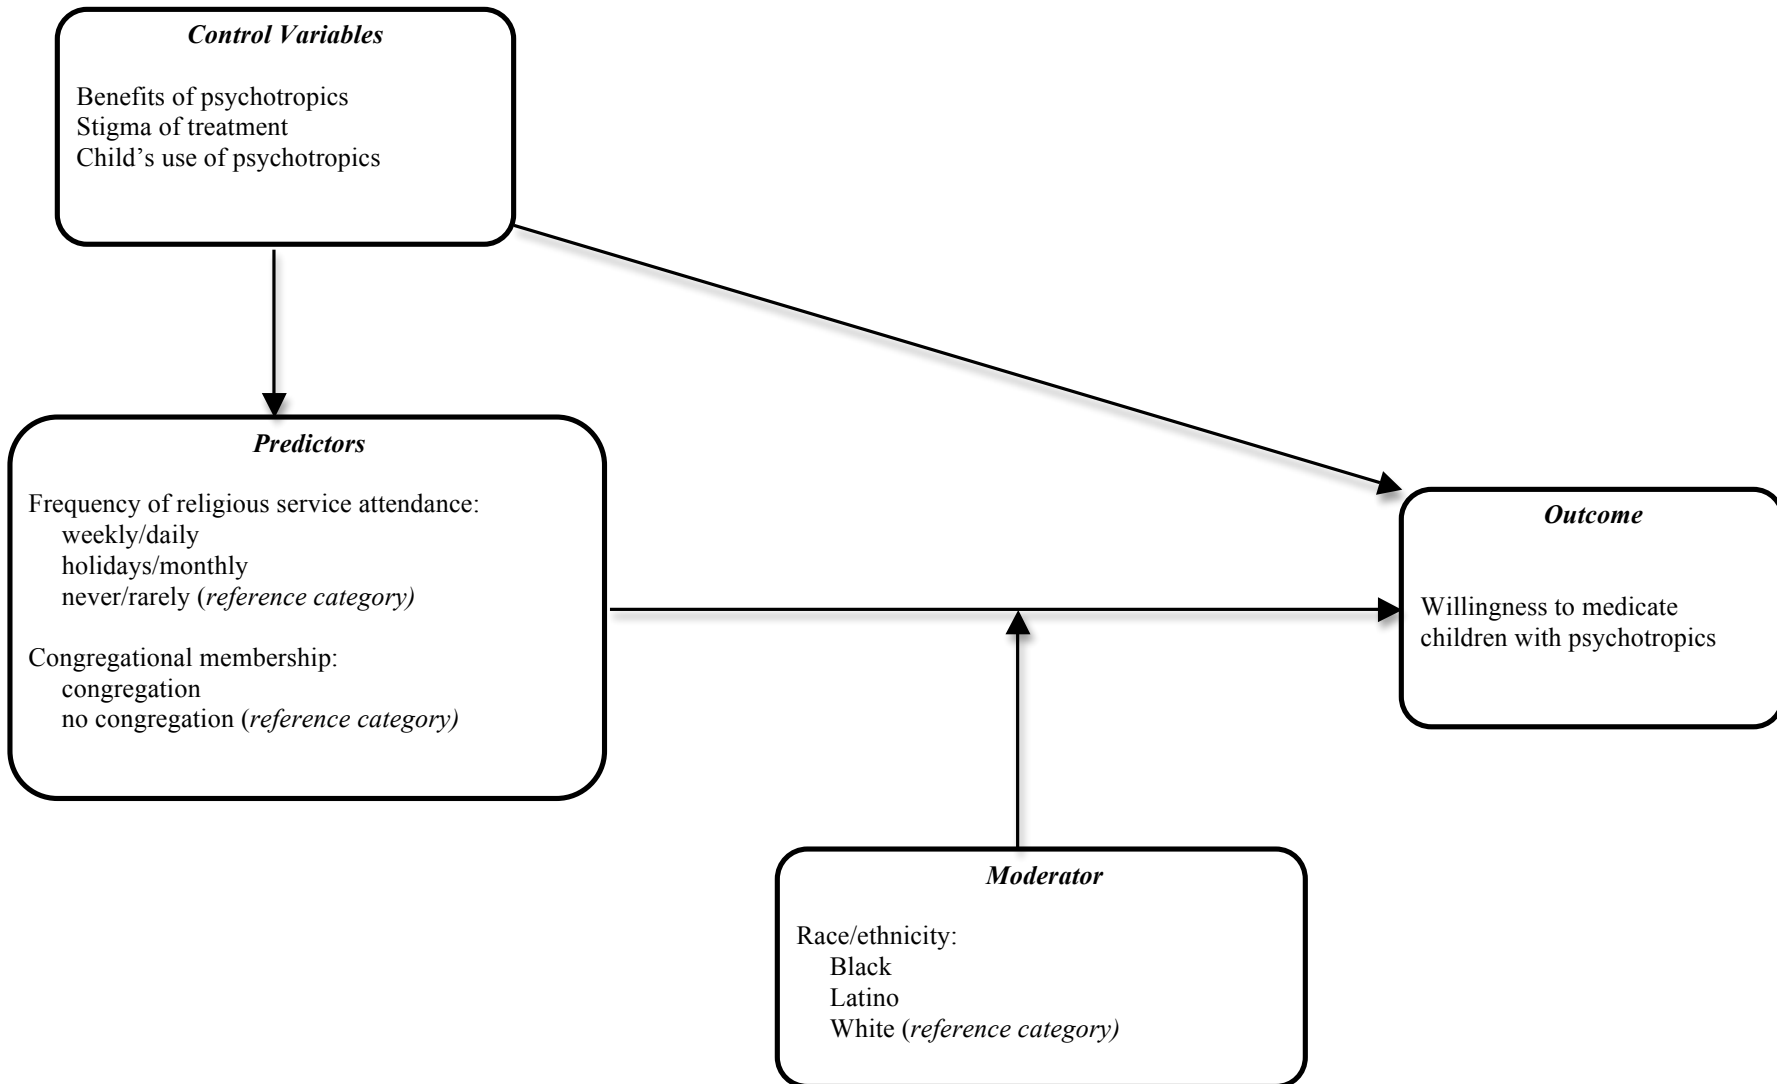 Control Variables
Benefits of psychotropics
Stigma of treatment
Child’s use of psychotropics
Predictors
Frequency of religious service attendance:
weekly/daily
holidays/monthly
never/rarely (reference category)
Congregational membership:
congregation
no congregation (reference category)
Outcome
Willingness to medicate
children with psychotropics
Moderator
Race/ethnicity:
Black
Latino
White (reference category)